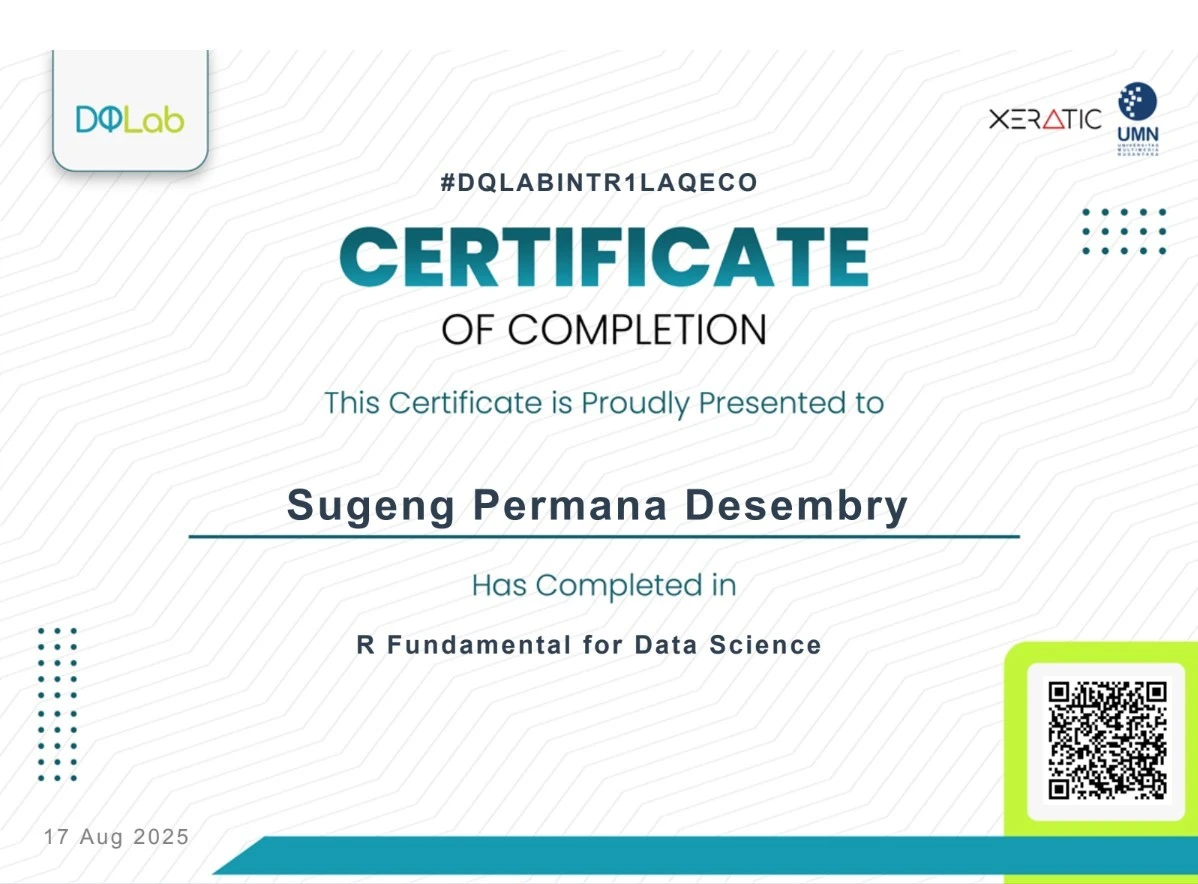 DQLab
XERATIC
UMN
UNIVERSITAS
MULTIMEDIA
NUSANTARA
#DQLABINTR1LAQECO
CERTIFICATE
OF COMPLETION
This Certificate is Proudly Presented to
Sugeng Permana Desembry
Has Completed in
R Fundamental for Data Science
17 Aug 2025